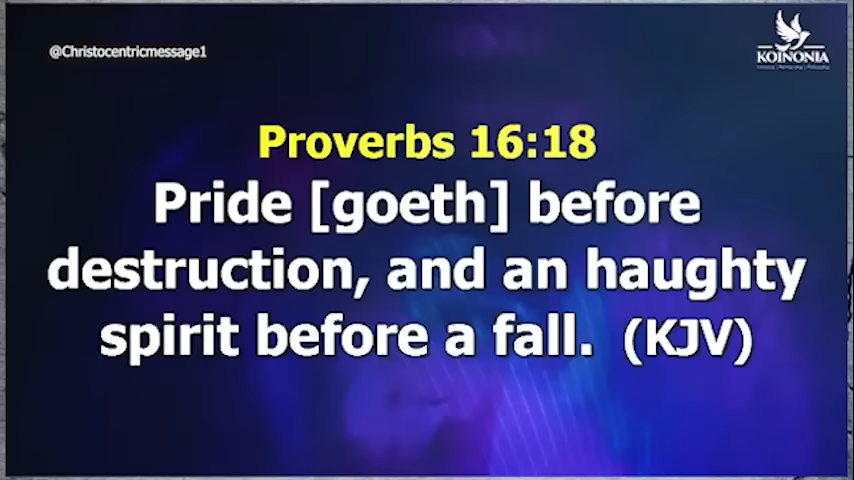 @Christocentricmessage1
KOINONIA
Proverbs 16:18
Pride [goeth] before
destruction, and an haughty
spirit before a fall. (KJV)